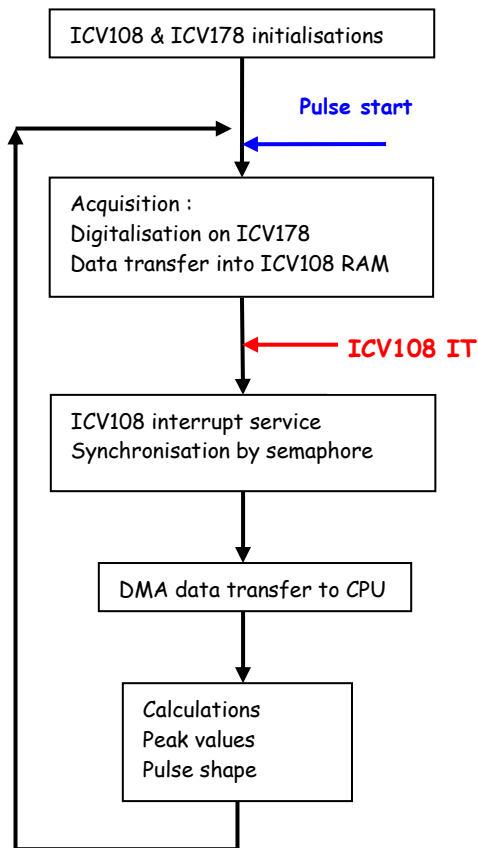 ICV108 & ICV178 initialisations
Pulse start
Acquisition :
Digitalisation on ICV178
Data transfer into ICV108 RAM
ICV108 IT
ICV108 interrupt service
Synchronisation by semaphore
DMA data transfer to CPU
Calculations
Peak values
Pulse shape